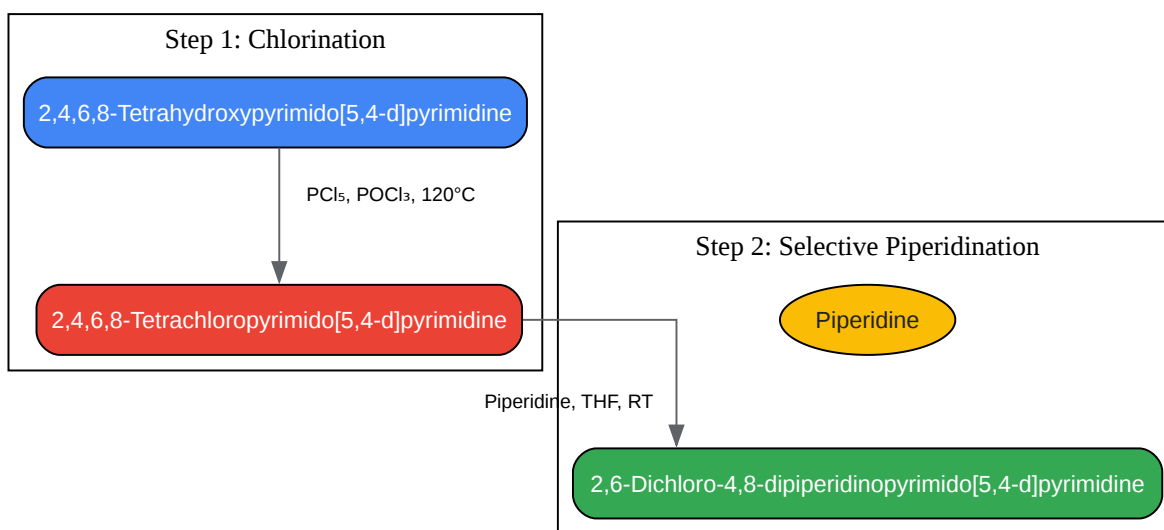 Step 1: Chlorination
2,4,6,8-Tetrahydroxypyrimido[5,4-d]pyrimidine
PCl₅, POCl₃, 120°C
2,4,6,8-Tetrachloropyrimido[5,4-d]pyrimidine
Step 2: Selective Piperidination
Piperidine
Piperidine, THF, RT
2,6-Dichloro-4,8-dipiperidinopyrimido[5,4-d]pyrimidine